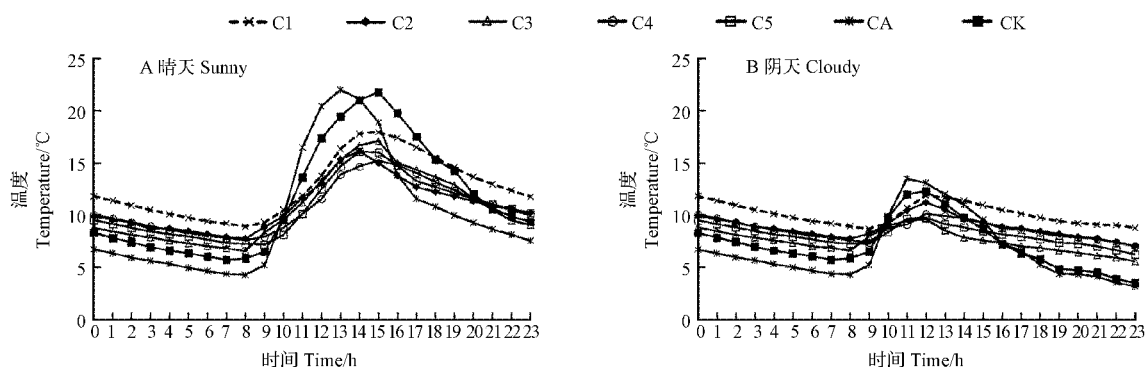 C1 C2 C3 C4 C5 CA CK
A 晴天 Sunny
25
20
15
10
5
0
温度
Temperature/℃
0 1 2 3 4 5 6 7 8 9 10 11 12 13 14 15 16 17 18 19 20 21 22 23
时间 Time/h
B 阴天 Cloudy
25
20
15
10
5
0
温度
Temperature/℃
0 1 2 3 4 5 6 7 8 9 10 11 12 13 14 15 16 17 18 19 20 21 22 23
时间 Time/h